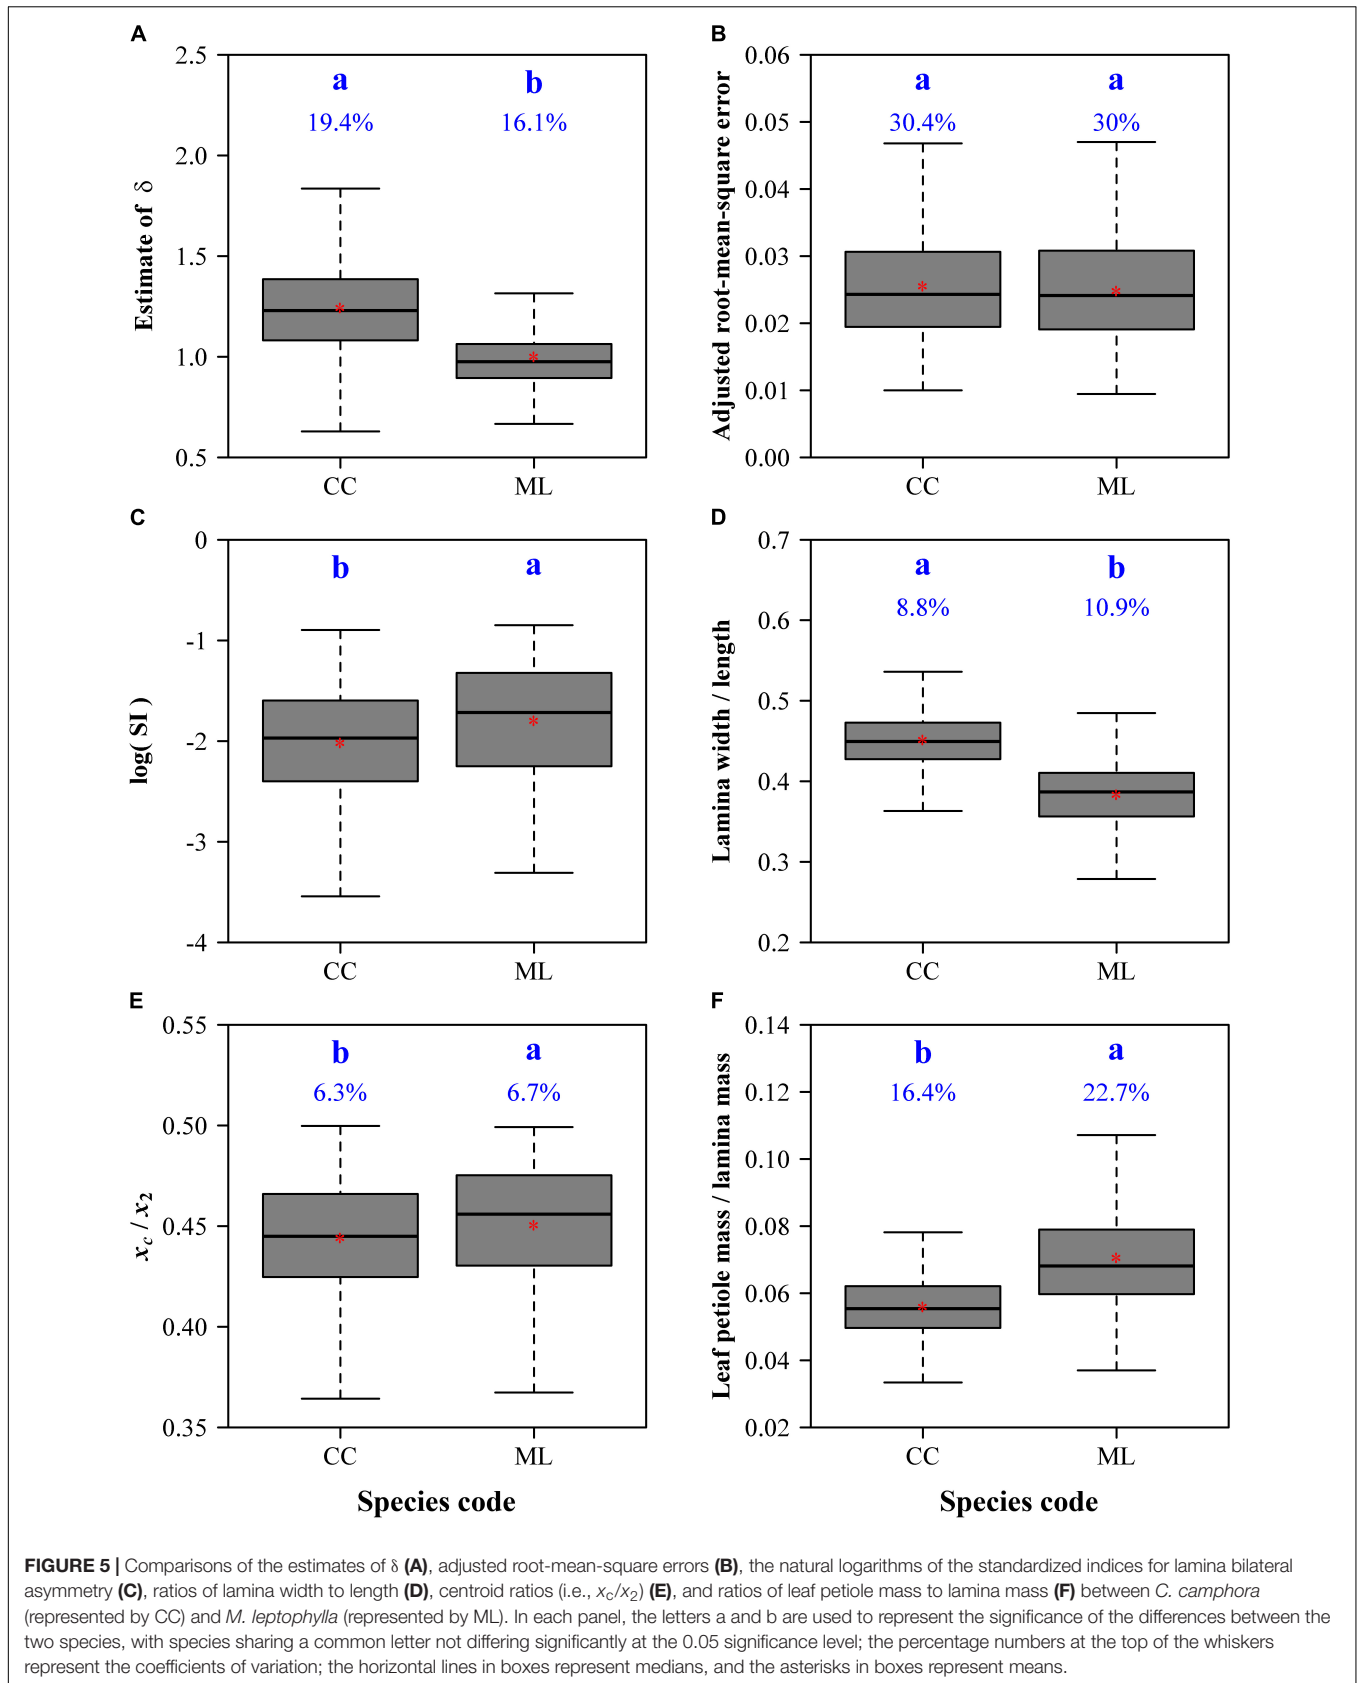 A
2.5
2.0
1.5
1.0
0.5
Estimate of δ
a
b
19.4%
16.1%
*
*
CC
ML
B
0.06
0.05
0.04
0.03
0.02
0.01
0.00
Adjusted root-mean-square error
a
a
30.4%
30%
*
*
CC
ML
C
0
-1
-2
-3
-4
log( SI )
b
a
*
*
CC
ML
D
0.7
0.6
0.5
0.4
0.3
0.2
Lamina width / length
a
b
8.8%
10.9%
*
*
CC
ML
E
0.55
0.50
0.45
0.40
0.35
xc / x2
b
a
6.3%
6.7%
*
*
CC
ML
Species code
F
0.14
0.12
0.10
0.08
0.06
0.04
0.02
Leaf petiole mass / lamina mass
b
a
16.4%
22.7%
*
*
CC
ML
Species code
FIGURE 5 | Comparisons of the estimates of δ (A), adjusted root-mean-square errors (B), the natural logarithms of the standardized indices for lamina bilateral
asymmetry (C), ratios of lamina width to length (D), centroid ratios (i.e., xc/x2) (E), and ratios of leaf petiole mass to lamina mass (F) between C. camphora
(represented by CC) and M. leptophylla (represented by ML). In each panel, the letters a and b are used to represent the significance of the differences between the
two species, with species sharing a common letter not differing significantly at the 0.05 significance level; the percentage numbers at the top of the whiskers
represent the coefficients of variation; the horizontal lines in boxes represent medians, and the asterisks in boxes represent means.